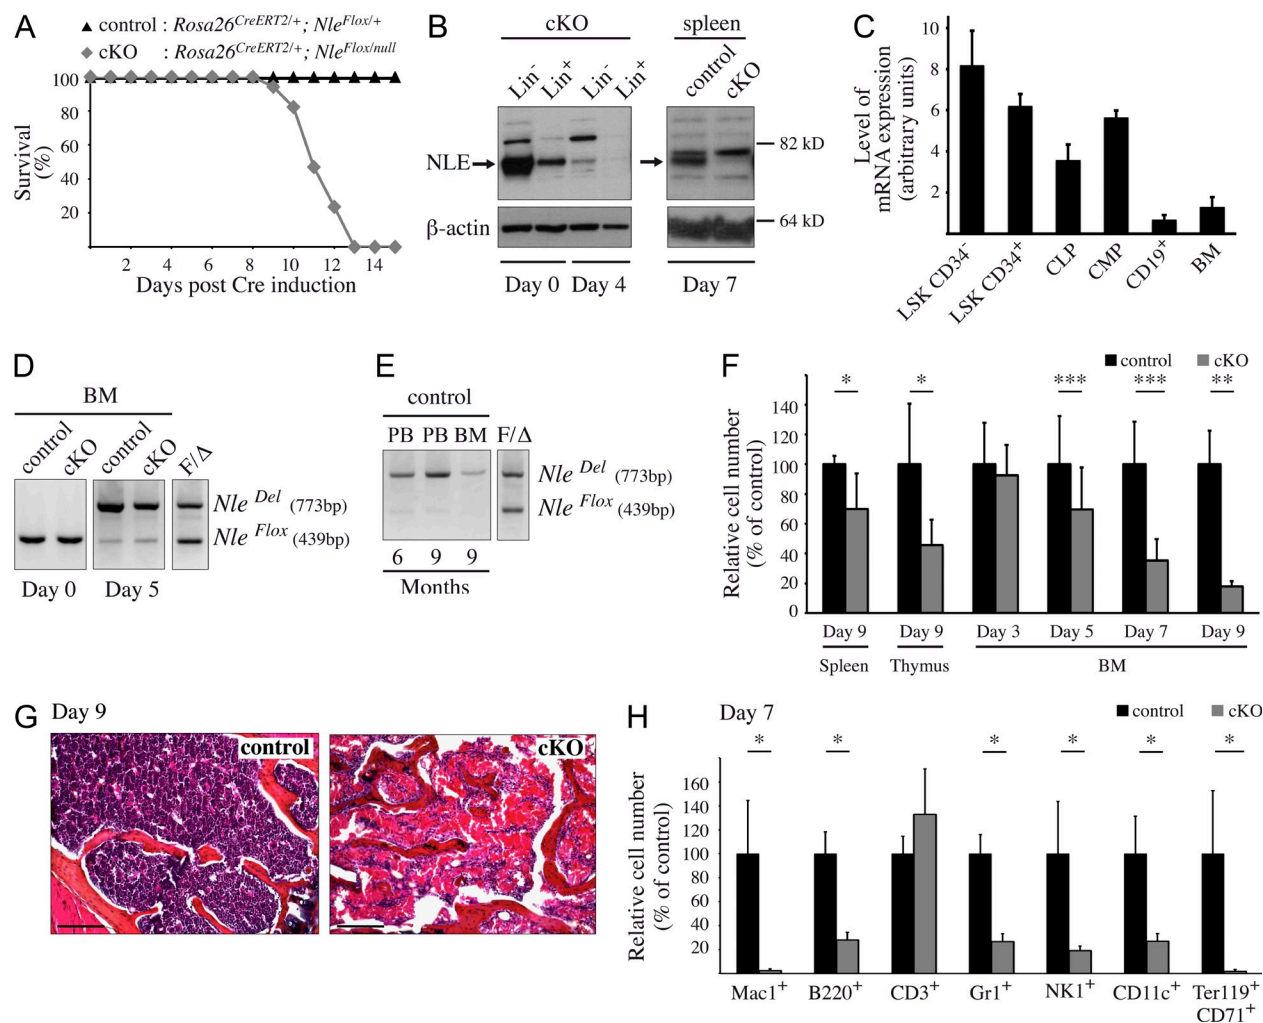 A
control : Rosa26CreERT2/+; NleFlox/+
cKO : Rosa26CreERT2/+; NleFlox/null
100
80
60
40
20
Survival (%)
2 4 6 8 10 12 14
Days post Cre induction
B
cKO spleen
Lin- Lin+ Lin- Lin+ control cKO
NLE
82 kD
β-actin
64 kD
Day 0 Day 4 Day 7
C
10
8
6
4
2
Level of mRNA expression (arbitrary units)
LSK CD34- LSK CD34+ CLP CMP CD19+ BM
D
BM
control cKO control cKO F/Δ
Nle Del (773bp)
Nle Flox (439bp)
Day 0 Day 5
E
control
PB PB BM F/Δ
Nle Del (773bp)
Nle Flox (439bp)
6 9 9
Months
F
control cKO
* * *** *** **
140
120
100
80
60
40
20
0
Relative cell number (% of control)
Day 9 Day 9 Day 3 Day 5 Day 7 Day 9
Spleen Thymus BM
G Day 9
control
cKO
H Day 7
control cKO
* * * * * *
160
140
120
100
80
60
40
20
Relative cell number (% of control)
Mac1+ B220+ CD3+ Gr1+ NK1+ CD11c+ Ter119+
CD71+